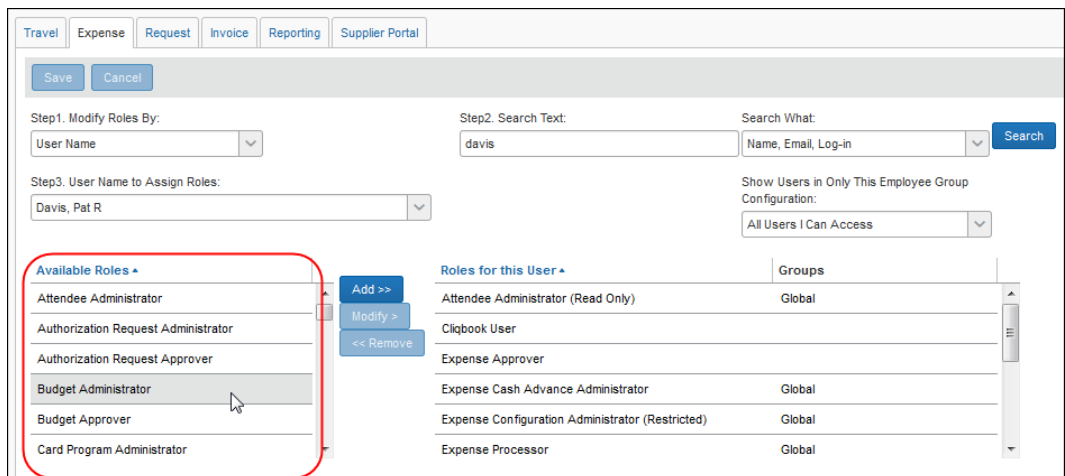 Travel Expense Request Invoice Reporting Supplier Portal
Save Cancel
Step1. Modify Roles By: Step2. Search Text: Search What:
User Name davis Name, Email, Log-in Search
Step3. User Name to Assign Roles: Show Users in Only This Employee Group
Configuration:
Davis, Pat R All Users I Can Access
Available Roles Roles for this User Groups
Attendee Administrator Add >> Attendee Administrator (Read Only) Global
Modify >
Authorization Request Administrator Cliqbook User
<< Remove
Authorization Request Approver Expense Approver
Budget Administrator Expense Cash Advance Administrator Global
Budget Approver Expense Configuration Administrator (Restricted) Global
Card Program Administrator Expense Processor Global